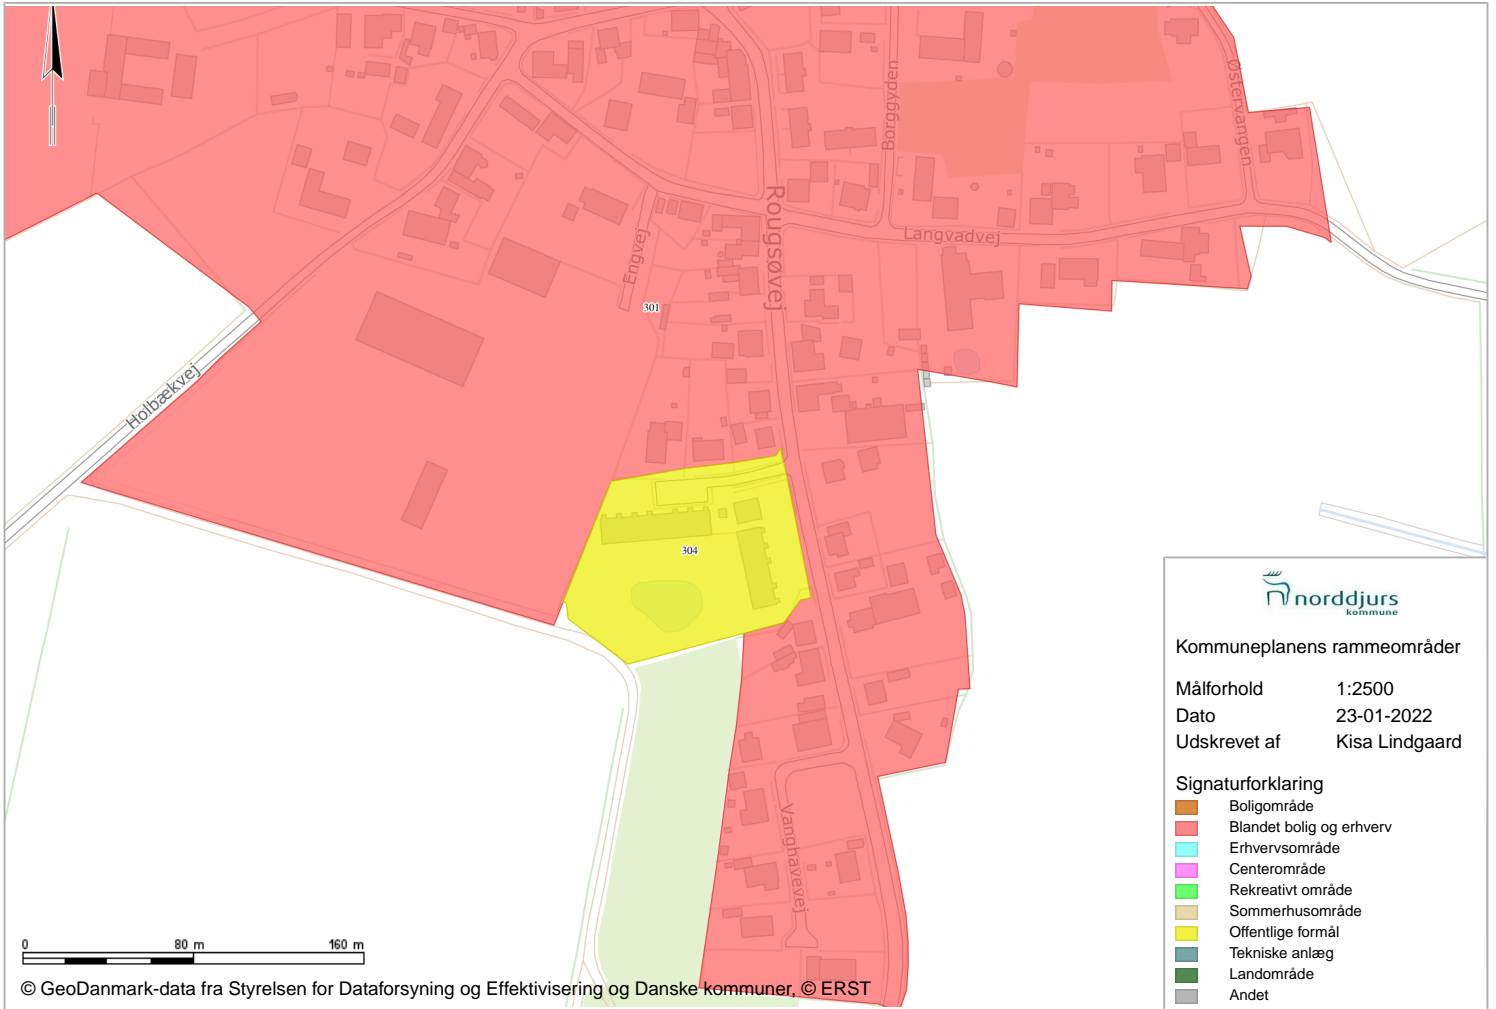 Borggyden
Østervangen
Rougsøvej
Langvadvej
Engvej
301
Holbækvej
304
Vanghavevej
norddjurs
kommune
Kommuneplanens rammeområder
Målforhold 1:2500
Dato 23-01-2022
Udskrevet af Kisa Lindgaard
Signaturforklaring
Boligområde
Blandet bolig og erhverv
Erhvervsområde
Centerområde
Rekreativt område
Sommerhusområde
Offentlige formål
Tekniske anlæg
Landområde
Andet
0 80 m 160 m
© GeoDanmark-data fra Styrelsen for Dataforsyning og Effektivisering og Danske kommuner, © ERST